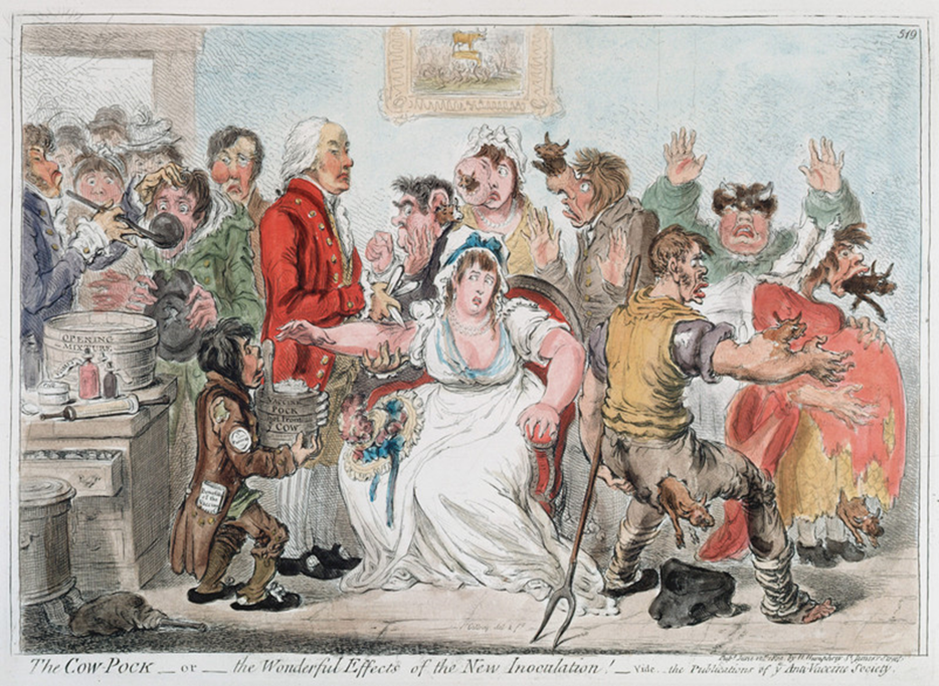 519
OPENING
MIXTURE
VACCINE
POCK
hot from
ye COW
The COW-POCK _ or _ the Wonderful Effects of the New Inoculation! _ Vide. the Publications of ye Anti-Vaccine Society.